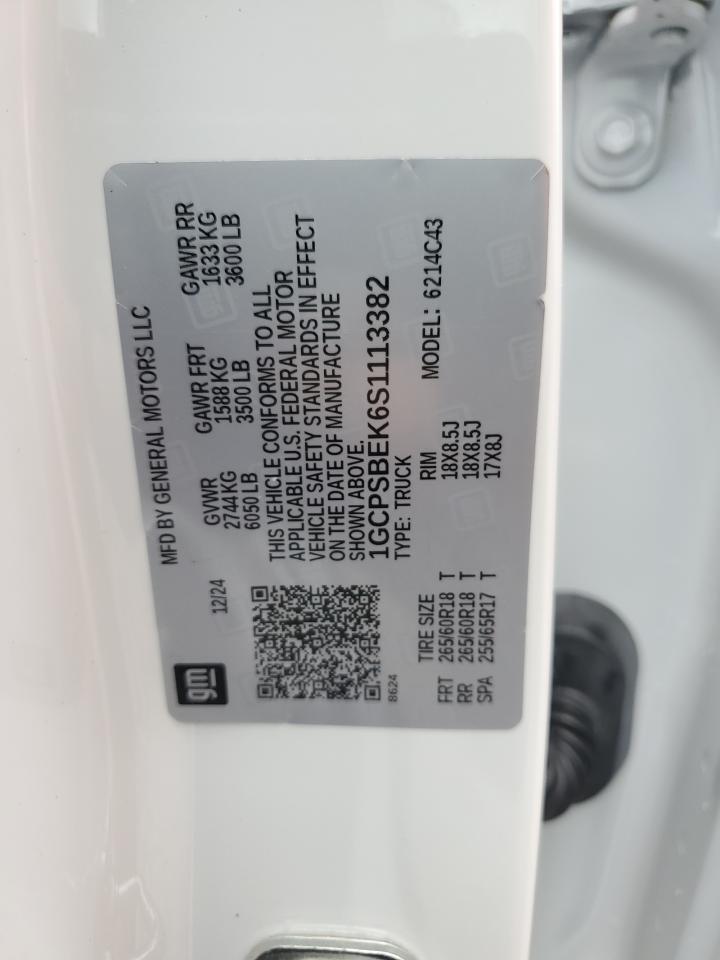 gm
12/24
MFD BY GENERAL MOTORS LLC
GVWR GAWR FRT GAWR RR
2744 KG 1588 KG 1633 KG
6050 LB 3500 LB 3600 LB
THIS VEHICLE CONFORMS TO ALL
APPLICABLE U.S. FEDERAL MOTOR
VEHICLE SAFETY STANDARDS IN EFFECT
ON THE DATE OF MANUFACTURE
SHOWN ABOVE.
1GCPSBEK6S1113382
TYPE: TRUCK
8624
MODEL: 6214C43
TIRE SIZE RIM
FRT 265/60R18 T 18X8.5J
RR 265/60R18 T 18X8.5J
SPA 255/65R17 T 17X8J